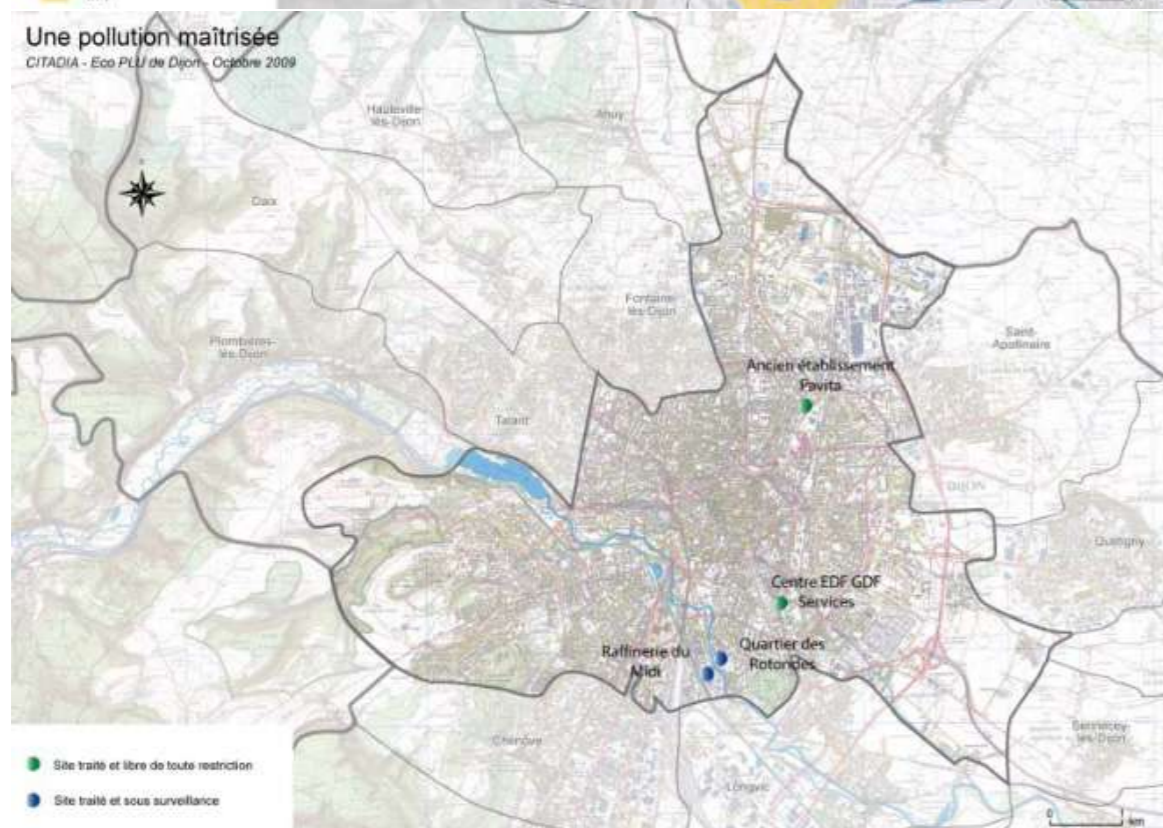 Une pollution maîtrisée
CITADIA - Eco PLU de Dijon - Octobre 2009
Hauteville-
lès-Dijon
Ahuy
Daix
Fontaine-
lès-Dijon
Plombières-
lès-Dijon
Saint-
Apollinaire
Ancien établissement
Pavita
Talant
DIJON
Quetigny
Centre EDF GDF
Services
Raffinerie du
Midi
Quartier des
Rotondes
Sennecey-
lès-Dijon
Chenôve
Longvic
Site traité et libre de toute restriction
Site traité et sous surveillance
0
km